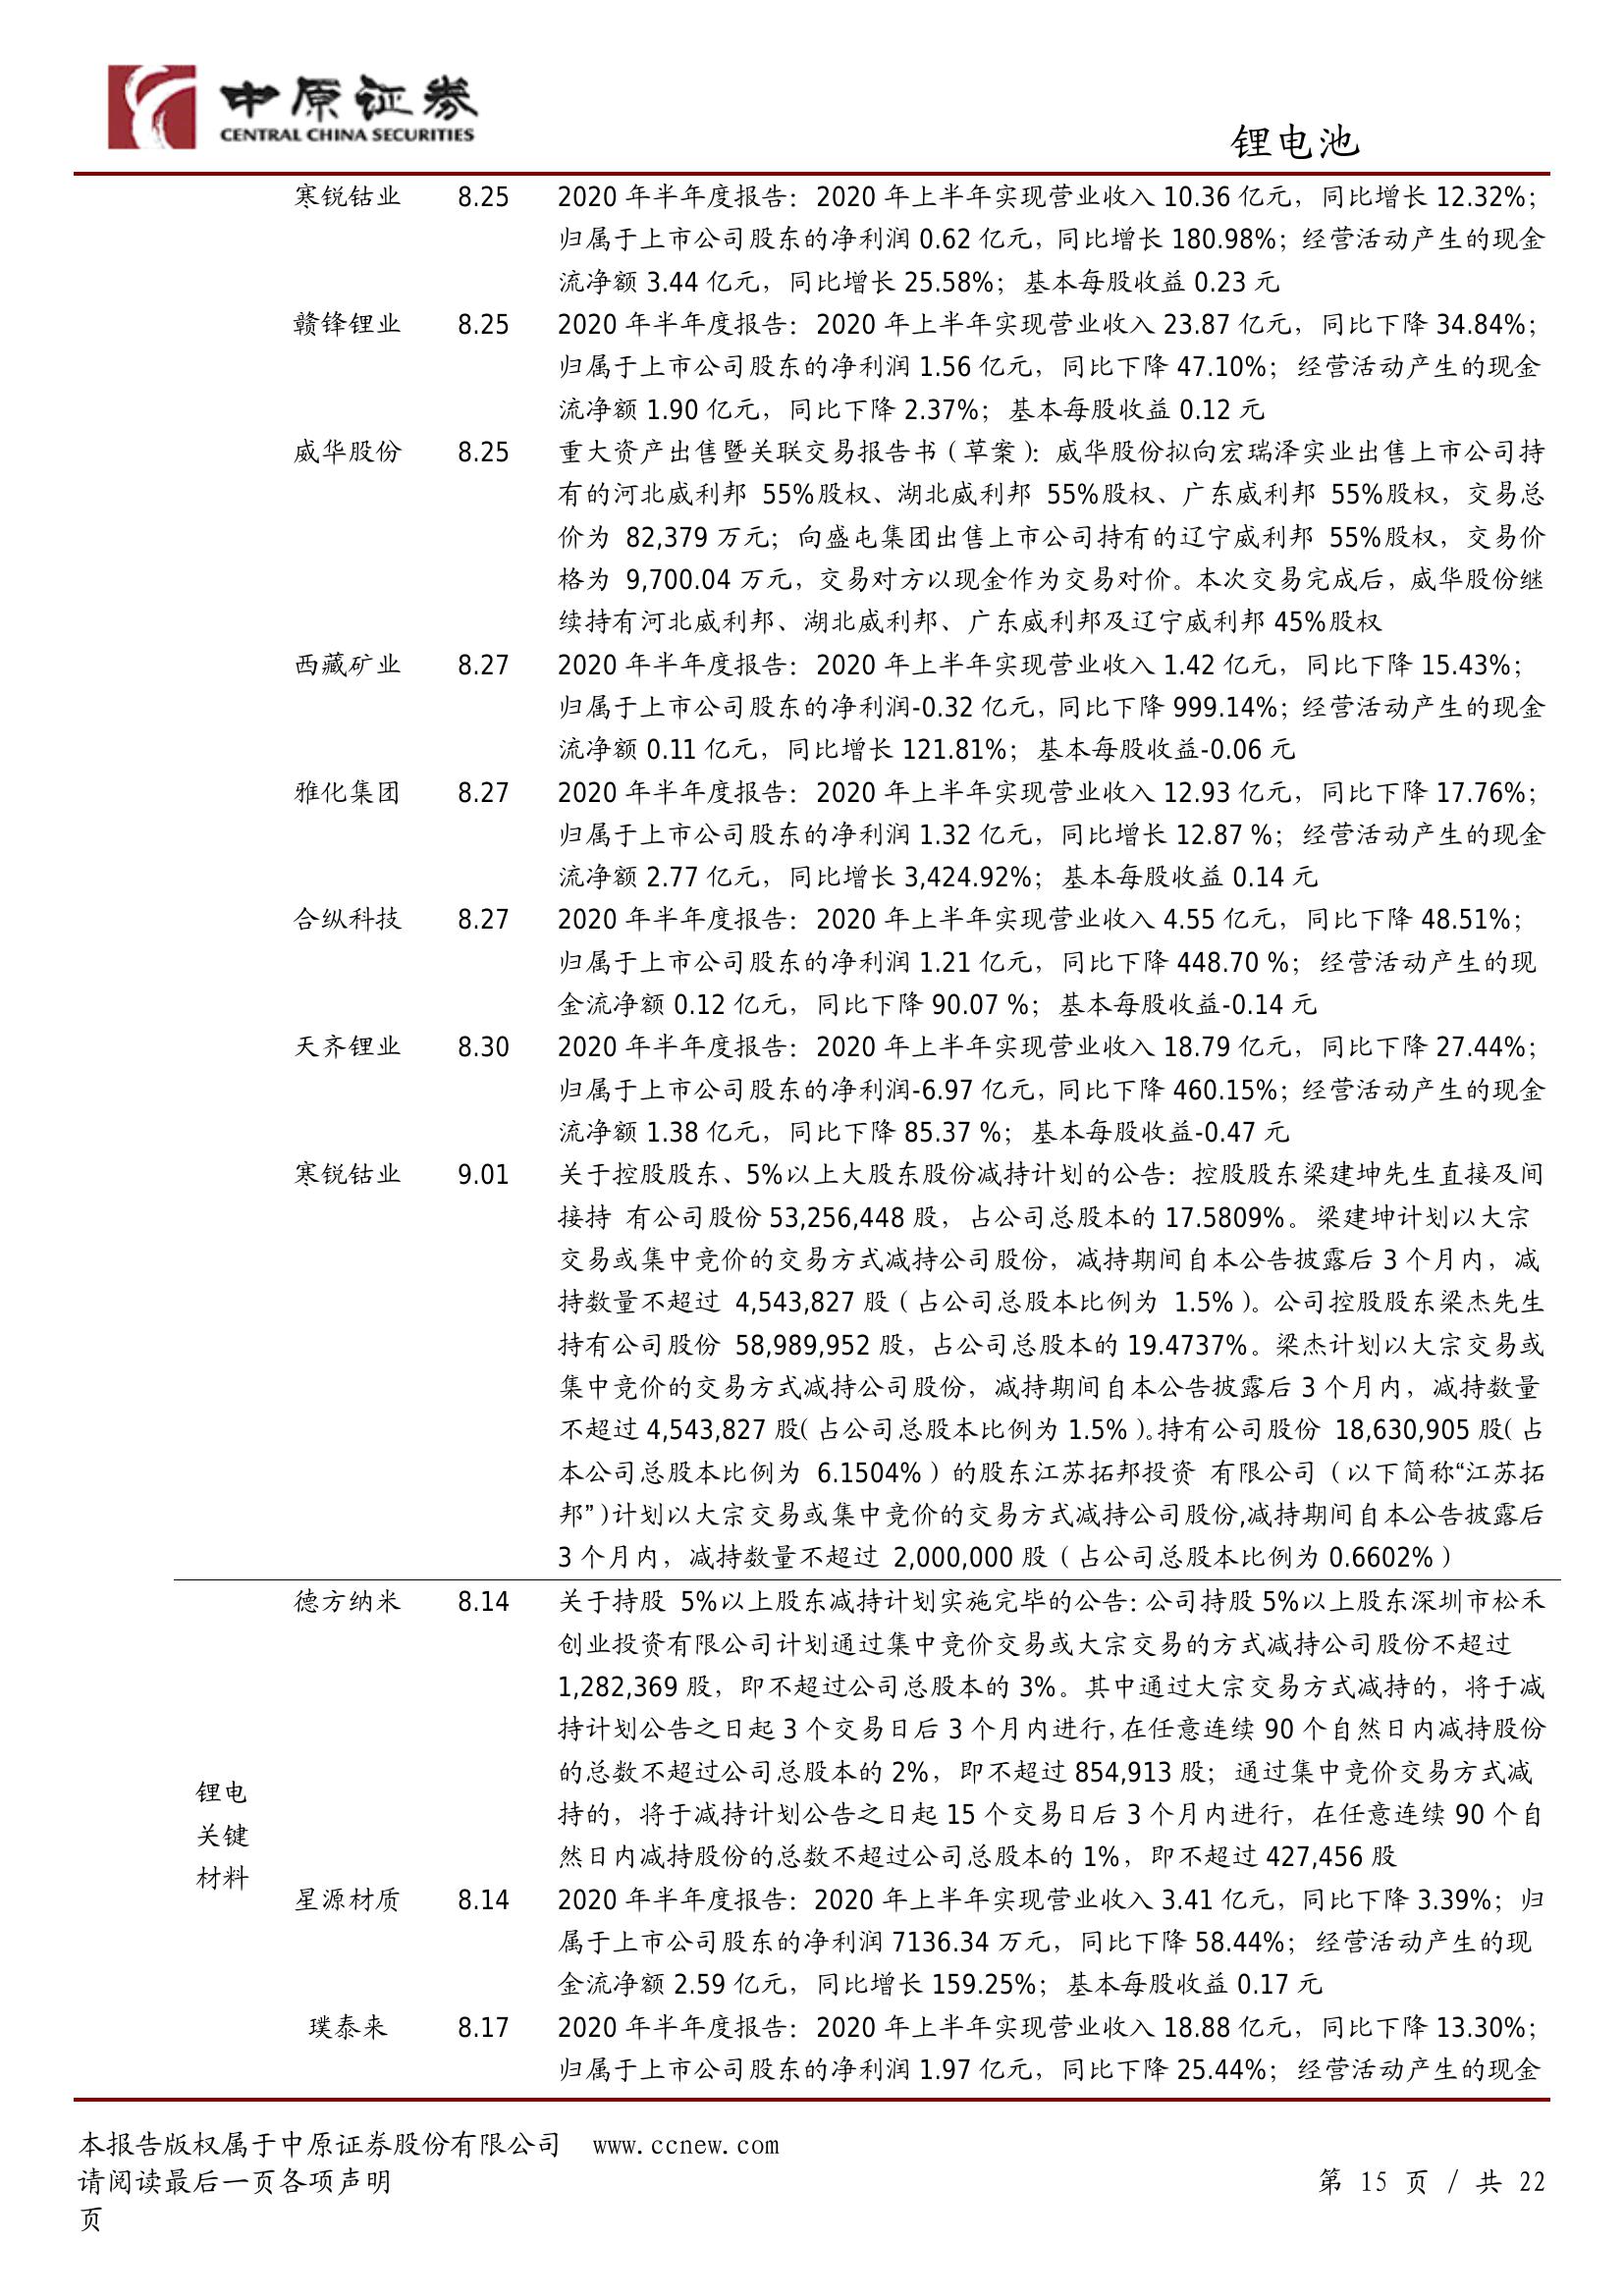 中原证券
CENTRAL CHINA SECURITIES
锂电池
寒锐钴业 8.25 2020 年半年度报告：2020 年上半年实现营业收入 10.36 亿元，同比增长 12.32%；
归属于上市公司股东的净利润 0.62 亿元，同比增长 180.98%；经营活动产生的现金
流净额 3.44 亿元，同比增长 25.58%；基本每股收益 0.23 元
赣锋锂业 8.25 2020 年半年度报告：2020 年上半年实现营业收入 23.87 亿元，同比下降 34.84%；
归属于上市公司股东的净利润 1.56 亿元，同比下降 47.10%；经营活动产生的现金
流净额 1.90 亿元，同比下降 2.37%；基本每股收益 0.12 元
威华股份 8.25 重大资产出售暨关联交易报告书（草案）：威华股份拟向宏瑞泽实业出售上市公司持
有的河北威利邦 55%股权、湖北威利邦 55%股权、广东威利邦 55%股权，交易总
价为 82,379 万元；向盛屯集团出售上市公司持有的辽宁威利邦 55%股权，交易价
格为 9,700.04 万元，交易对方以现金作为交易对价。本次交易完成后，威华股份继
续持有河北威利邦、湖北威利邦、广东威利邦及辽宁威利邦 45%股权
西藏矿业 8.27 2020 年半年度报告：2020 年上半年实现营业收入 1.42 亿元，同比下降 15.43%；
归属于上市公司股东的净利润-0.32 亿元，同比下降 999.14%；经营活动产生的现金
流净额 0.11 亿元，同比增长 121.81%；基本每股收益-0.06 元
雅化集团 8.27 2020 年半年度报告：2020 年上半年实现营业收入 12.93 亿元，同比下降 17.76%；
归属于上市公司股东的净利润 1.32 亿元，同比增长 12.87 %；经营活动产生的现金
流净额 2.77 亿元，同比增长 3,424.92%；基本每股收益 0.14 元
合纵科技 8.27 2020 年半年度报告：2020 年上半年实现营业收入 4.55 亿元，同比下降 48.51%；
归属于上市公司股东的净利润 1.21 亿元，同比下降 448.70 %；经营活动产生的现
金流净额 0.12 亿元，同比下降 90.07 %；基本每股收益-0.14 元
天齐锂业 8.30 2020 年半年度报告：2020 年上半年实现营业收入 18.79 亿元，同比下降 27.44%；
归属于上市公司股东的净利润-6.97 亿元，同比下降 460.15%；经营活动产生的现金
流净额 1.38 亿元，同比下降 85.37 %；基本每股收益-0.47 元
寒锐钴业 9.01 关于控股股东、5%以上大股东股份减持计划的公告：控股股东梁建坤先生直接及间
接持 有公司股份 53,256,448 股，占公司总股本的 17.5809%。梁建坤计划以大宗
交易或集中竞价的交易方式减持公司股份，减持期间自本公告披露后 3 个月内，减
持数量不超过 4,543,827 股（占公司总股本比例为 1.5%）。公司控股股东梁杰先生
持有公司股份 58,989,952 股，占公司总股本的 19.4737%。梁杰计划以大宗交易或
集中竞价的交易方式减持公司股份，减持期间自本公告披露后 3 个月内，减持数量
不超过 4,543,827 股（占公司总股本比例为 1.5%）。持有公司股份 18,630,905 股（占
本公司总股本比例为 6.1504%）的股东江苏拓邦投资 有限公司（以下简称“江苏拓
邦”）计划以大宗交易或集中竞价的交易方式减持公司股份,减持期间自本公告披露后
3 个月内，减持数量不超过 2,000,000 股（占公司总股本比例为 0.6602%）
锂电
关键
材料
德方纳米 8.14 关于持股 5%以上股东减持计划实施完毕的公告：公司持股 5%以上股东深圳市松禾
创业投资有限公司计划通过集中竞价交易或大宗交易的方式减持公司股份不超过
1,282,369 股，即不超过公司总股本的 3%。其中通过大宗交易方式减持的，将于减
持计划公告之日起 3 个交易日后 3 个月内进行，在任意连续 90 个自然日内减持股份
的总数不超过公司总股本的 2%，即不超过 854,913 股；通过集中竞价交易方式减
持的，将于减持计划公告之日起 15 个交易日后 3 个月内进行，在任意连续 90 个自
然日内减持股份的总数不超过公司总股本的 1%，即不超过 427,456 股
星源材质 8.14 2020 年半年度报告：2020 年上半年实现营业收入 3.41 亿元，同比下降 3.39%；归
属于上市公司股东的净利润 7136.34 万元，同比下降 58.44%；经营活动产生的现
金流净额 2.59 亿元，同比增长 159.25%；基本每股收益 0.17 元
璞泰来 8.17 2020 年半年度报告：2020 年上半年实现营业收入 18.88 亿元，同比下降 13.30%；
归属于上市公司股东的净利润 1.97 亿元，同比下降 25.44%；经营活动产生的现金
本报告版权属于中原证券股份有限公司 www.ccnew.com
请阅读最后一页各项声明 第 15 页 / 共 22
页